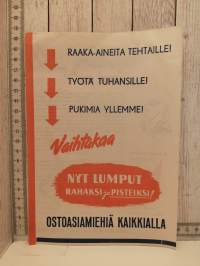 RAAKA-AINEITA TEHTAILLE!
TYÖTÄ TUHANSILLE!
PUKIMIA YLLEMME!
Vaihtakaa
NYT LUMPUT
RAHAKSI ja PISTEIKSI!
OSTOASIAMIEHIÄ KAIKKIALLA